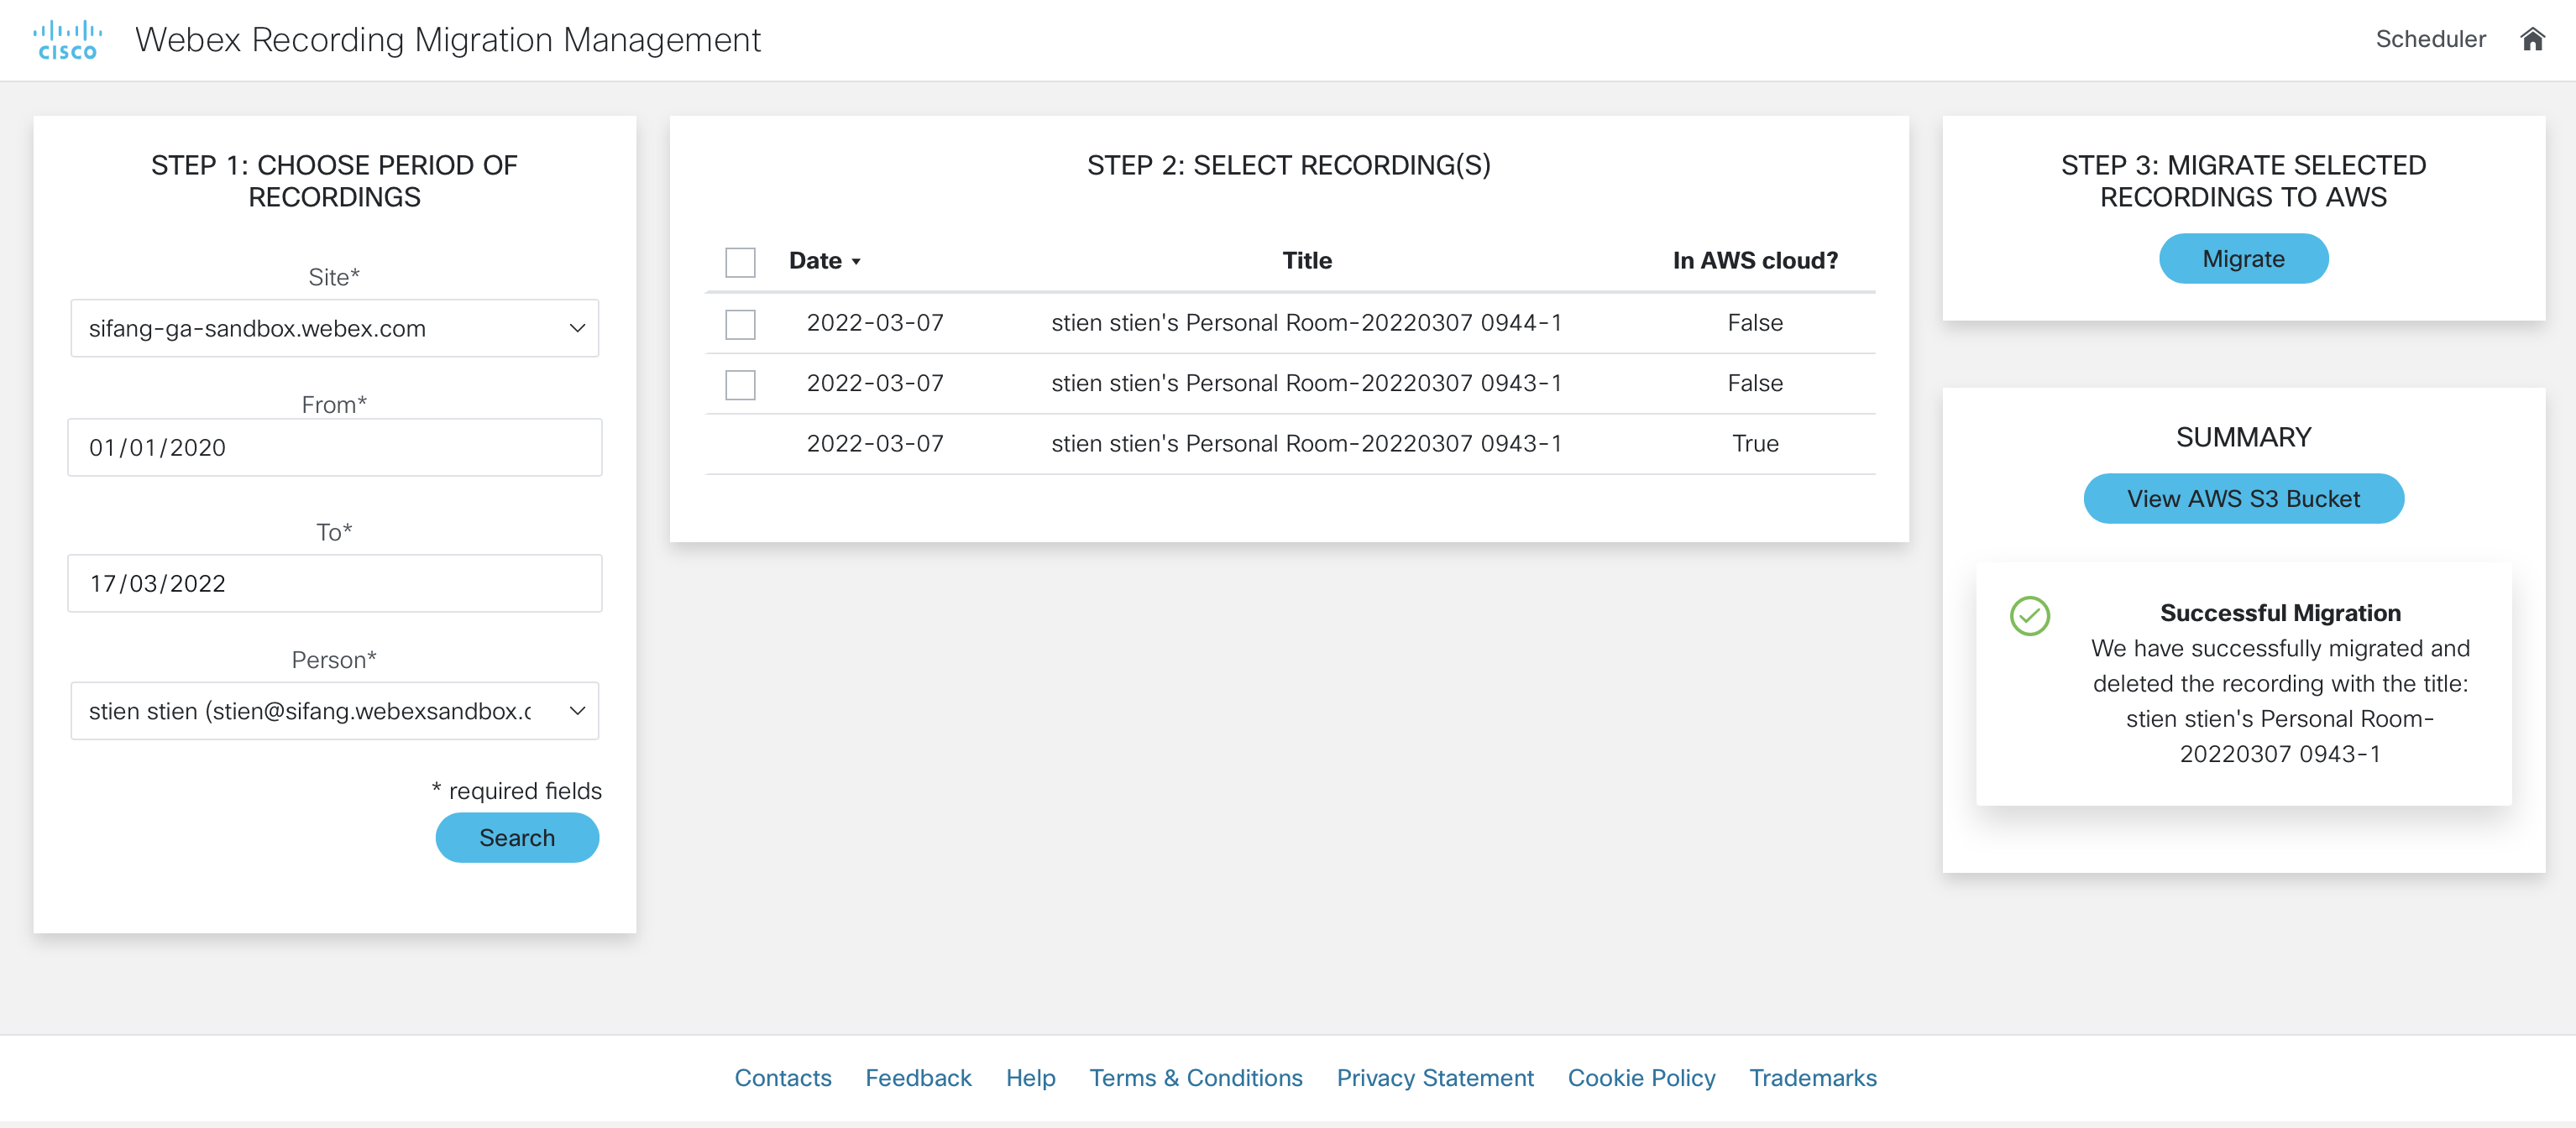 CISCO
Webex Recording Migration Management
Scheduler
STEP 1: CHOOSE PERIOD OF
RECORDINGS
Site*
sifang-ga-sandbox.webex.com
From*
01/01/2020
To*
17/03/2022
Person*
stien stien (stien@sifang.webexsandbox.c
* required fields
Search
STEP 2: SELECT RECORDING(S)
Date Title In AWS cloud?
2022-03-07 stien stien's Personal Room-20220307 0944-1 False
2022-03-07 stien stien's Personal Room-20220307 0943-1 False
2022-03-07 stien stien's Personal Room-20220307 0943-1 True
STEP 3: MIGRATE SELECTED
RECORDINGS TO AWS
Migrate
SUMMARY
View AWS S3 Bucket
Successful Migration
We have successfully migrated and
deleted the recording with the title:
stien stien's Personal Room-
20220307 0943-1
Contacts Feedback Help Terms & Conditions Privacy Statement Cookie Policy Trademarks